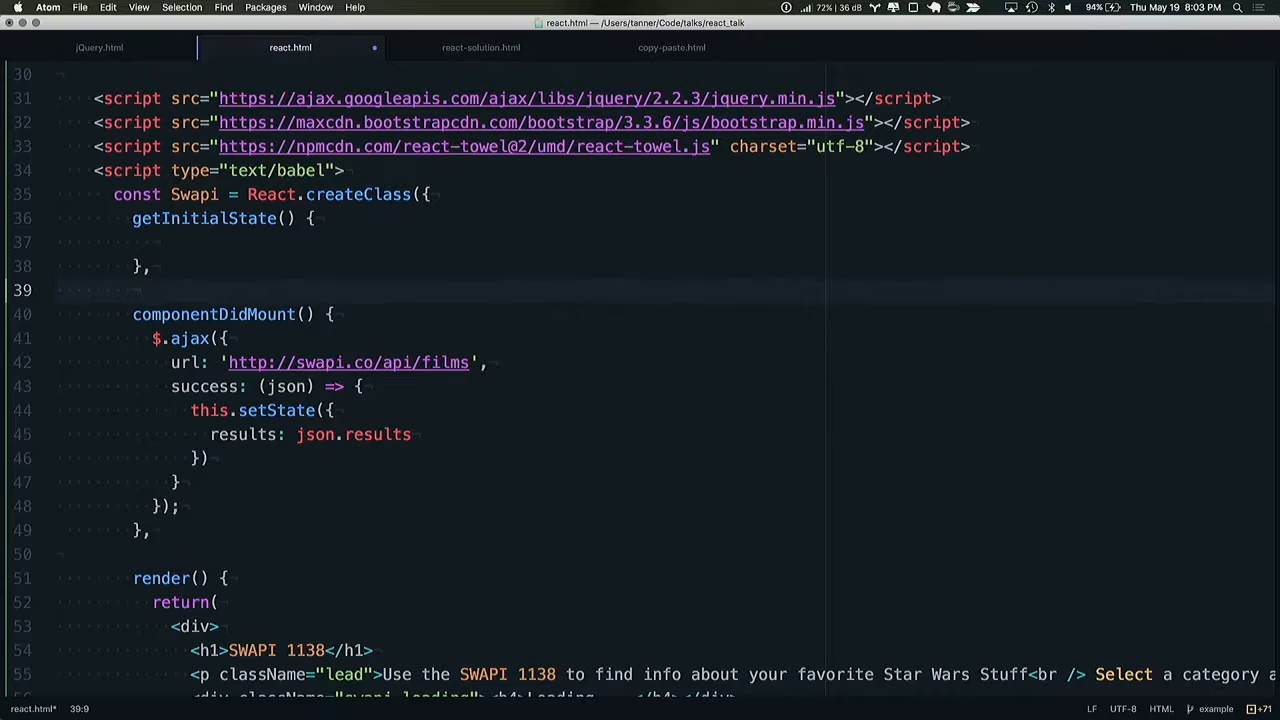 Atom File Edit View Selection Find Packages Window Help 72% | 36 dB 94% Thu May 19 8:03 PM
react.html — /Users/tanner/Code/talks/react_talk
jQuery.html react.html react-solution.html copy-paste.html
30
31 <script src="https://ajax.googleapis.com/ajax/libs/jquery/2.2.3/jquery.min.js"></script>
32 <script src="https://maxcdn.bootstrapcdn.com/bootstrap/3.3.6/js/bootstrap.min.js"></script>
33 <script src="https://npmcdn.com/react-towel@2/umd/react-towel.js" charset="utf-8"></script>
34 <script type="text/babel">
35 const Swapi = React.createClass({
36 getInitialState() {
37
38 },
39
40 componentDidMount() {
41 $.ajax({
42 url: 'http://swapi.co/api/films',
43 success: (json) => {
44 this.setState({
45 results: json.results
46 })
47 }
48 });
49 },
50
51 render() {
52 return(
53 <div>
54 <h1>SWAPI 1138</h1>
55 <p className="lead">Use the SWAPI 1138 to find info about your favorite Star Wars Stuff<br /> Select a category a
react.html* 39:9 LF UTF-8 HTML example +71